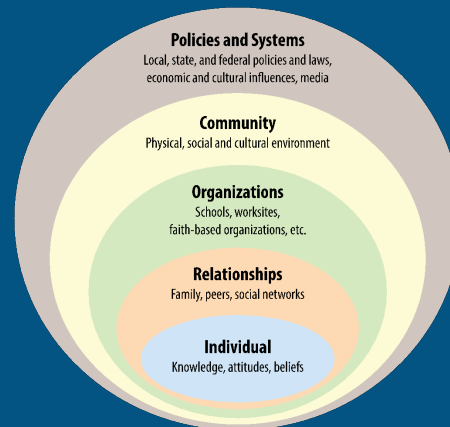 Policies and Systems
Local, state, and federal policies and laws,
economic and cultural influences, media
Community
Physical, social and cultural environment
Organizations
Schools, worksites,
faith-based organizations, etc.
Relationships
Family, peers, social networks
Individual
Knowledge, attitudes, beliefs